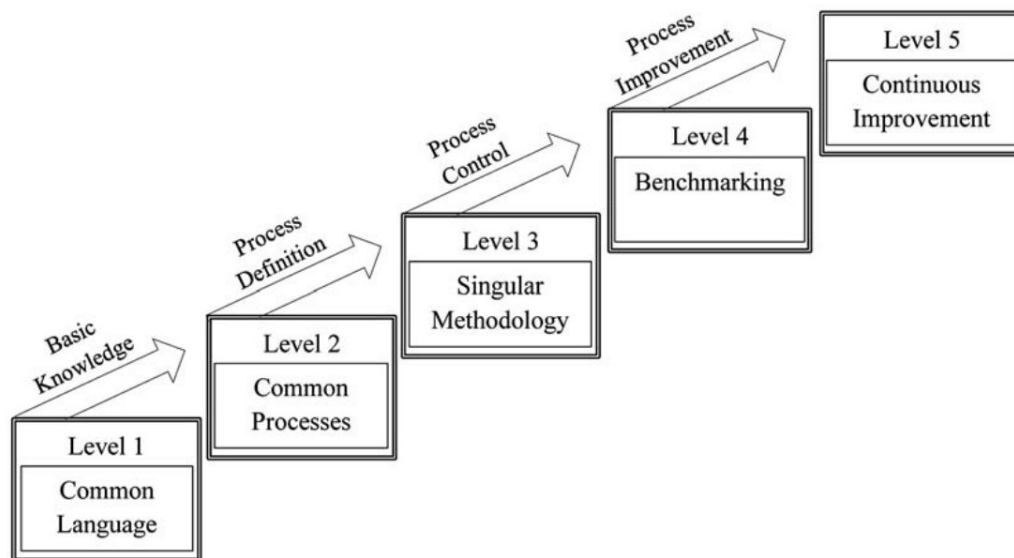 Level 1
Common
Language
Basic
Knowledge
Level 2
Common
Processes
Process
Definition
Level 3
Singular
Methodology
Process
Control
Level 4
Benchmarking
Process
Improvement
Level 5
Continuous
Improvement